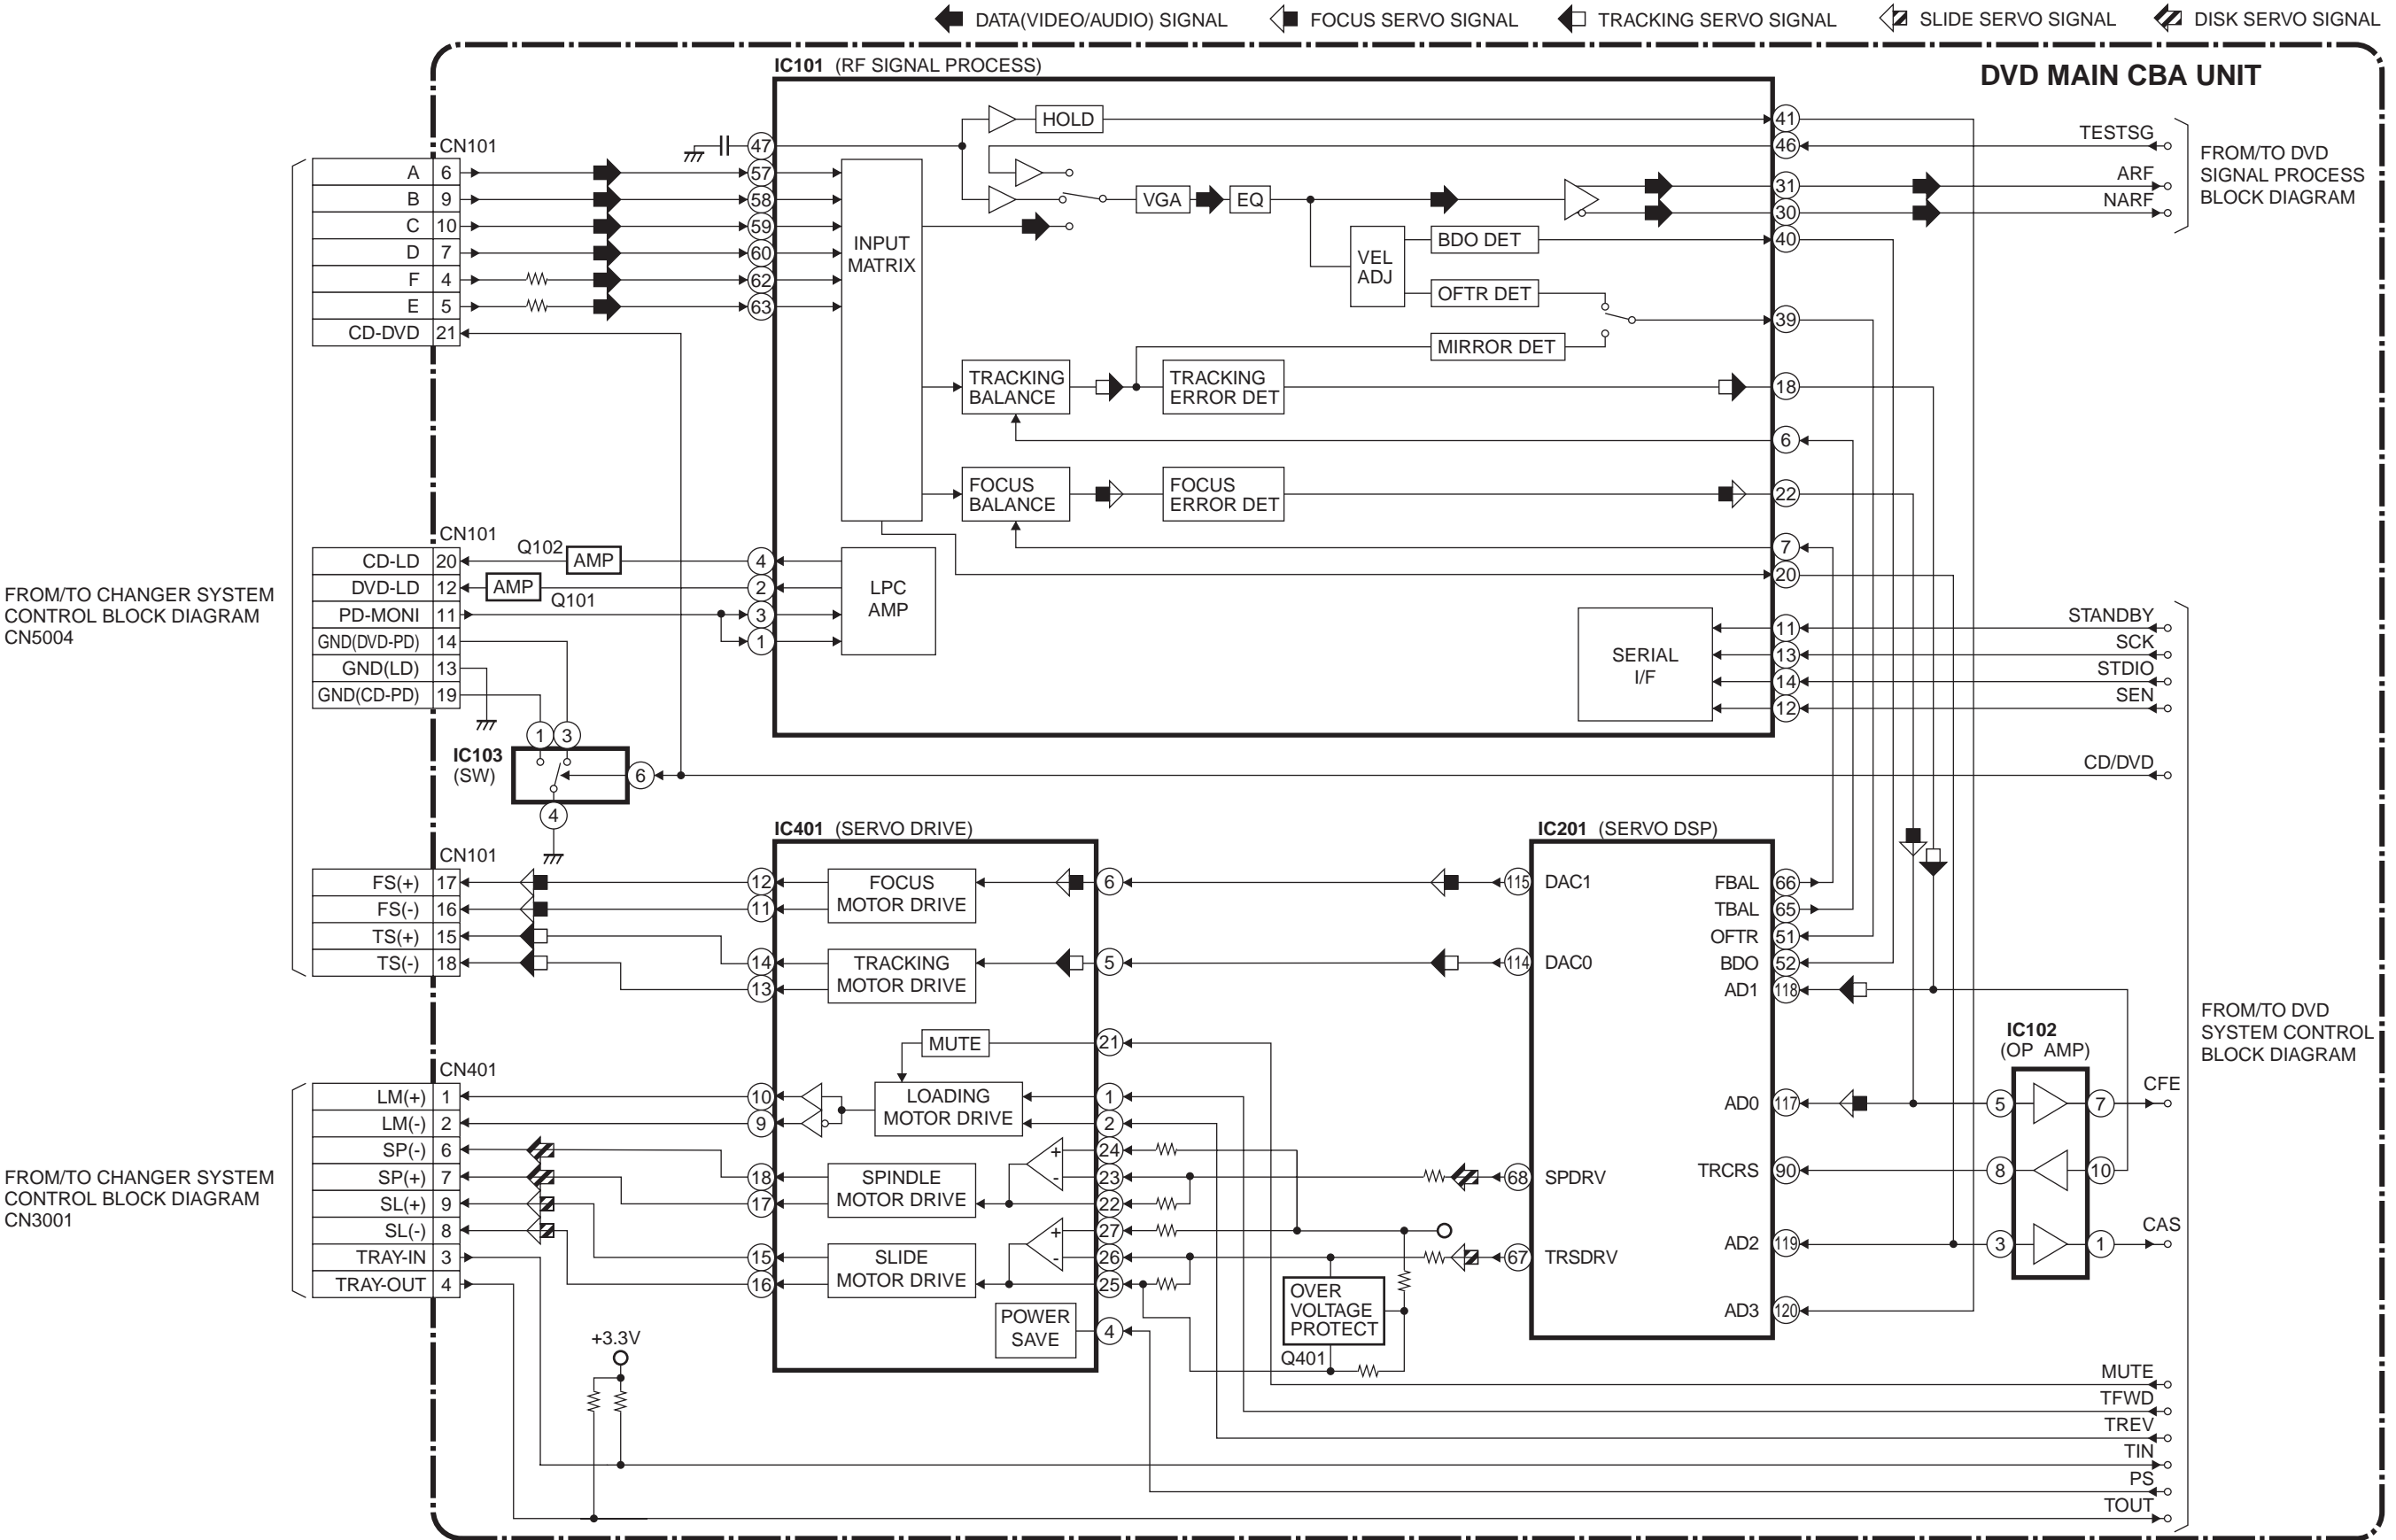 DATA(VIDEO/AUDIO) SIGNAL
FOCUS SERVO SIGNAL
TRACKING SERVO SIGNAL
SLIDE SERVO SIGNAL
DISK SERVO SIGNAL
DVD MAIN CBA UNIT
IC101 (RF SIGNAL PROCESS)
HOLD
41
TESTSG
46
47
CN101
A 6
57
B 9
58
C 10
59
D 7
60
F 4
62
E 5
63
CD-DVD 21
INPUT
MATRIX
VGA
EQ
ARF
31
NARF
30
FROM/TO DVD
SIGNAL PROCESS
BLOCK DIAGRAM
VEL
ADJ
BDO DET
40
OFTR DET
39
MIRROR DET
TRACKING
BALANCE
TRACKING
ERROR DET
18
6
FOCUS
BALANCE
FOCUS
ERROR DET
22
7
20
CN101
CD-LD 20
Q102
AMP
4
DVD-LD 12
AMP
Q101
2
PD-MONI 11
3
1
GND(DVD-PD) 14
GND(LD) 13
GND(CD-PD) 19
LPC
AMP
FROM/TO CHANGER SYSTEM
CONTROL BLOCK DIAGRAM
CN5004
SERIAL
I/F
11
STANDBY
13
SCK
14
STDIO
12
SEN
1
3
IC103
(SW)
6
4
CD/DVD
IC401 (SERVO DRIVE)
IC201 (SERVO DSP)
CN101
FS(+) 17
12
FS(-) 16
11
TS(+) 15
14
TS(-) 18
13
FOCUS
MOTOR DRIVE
6
115
DAC1
TRACKING
MOTOR DRIVE
5
114
DAC0
FBAL 66
TBAL 65
OFTR 51
BDO 52
AD1 118
FROM/TO DVD
SYSTEM CONTROL
BLOCK DIAGRAM
IC102
(OP AMP)
MUTE
21
CN401
LM(+) 1
10
LM(-) 2
9
LOADING
MOTOR DRIVE
1
2
AD0 117
5
7
CFE
SP(-) 6
18
SP(+) 7
17
SL(+) 9
15
SL(-) 8
16
TRAY-IN 3
TRAY-OUT 4
FROM/TO CHANGER SYSTEM
CONTROL BLOCK DIAGRAM
CN3001
SPINDLE
MOTOR DRIVE
+
-
24
23
22
68
SPDRV
TRCRS 90
8
10
SLIDE
MOTOR DRIVE
+
-
27
26
25
67
TRSDRV
AD2 119
3
1
CAS
OVER
VOLTAGE
PROTECT
Q401
AD3 120
POWER
SAVE
4
+3.3V
MUTE
TFWD
TREV
TIN
PS
TOUT